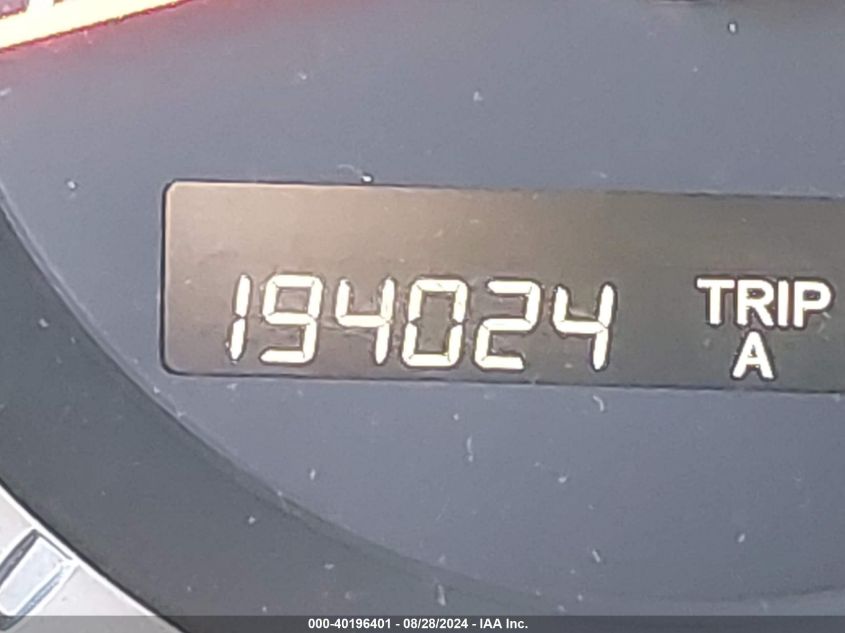 194024 TRIP
A
000-40196401 - 08/28/2024 - IAA Inc.